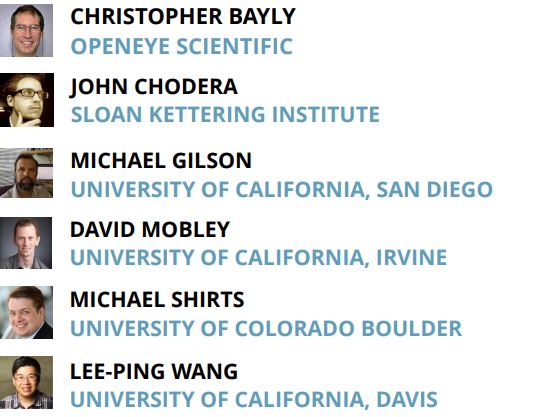 CHRISTOPHER BAYLY
OPENEYE SCIENTIFIC
JOHN CHODERA
SLOAN KETTERING INSTITUTE
MICHAEL GILSON
UNIVERSITY OF CALIFORNIA, SAN DIEGO
DAVID MOBLEY
UNIVERSITY OF CALIFORNIA, IRVINE
MICHAEL SHIRTS
UNIVERSITY OF COLORADO BOULDER
LEE-PING WANG
UNIVERSITY OF CALIFORNIA, DAVIS